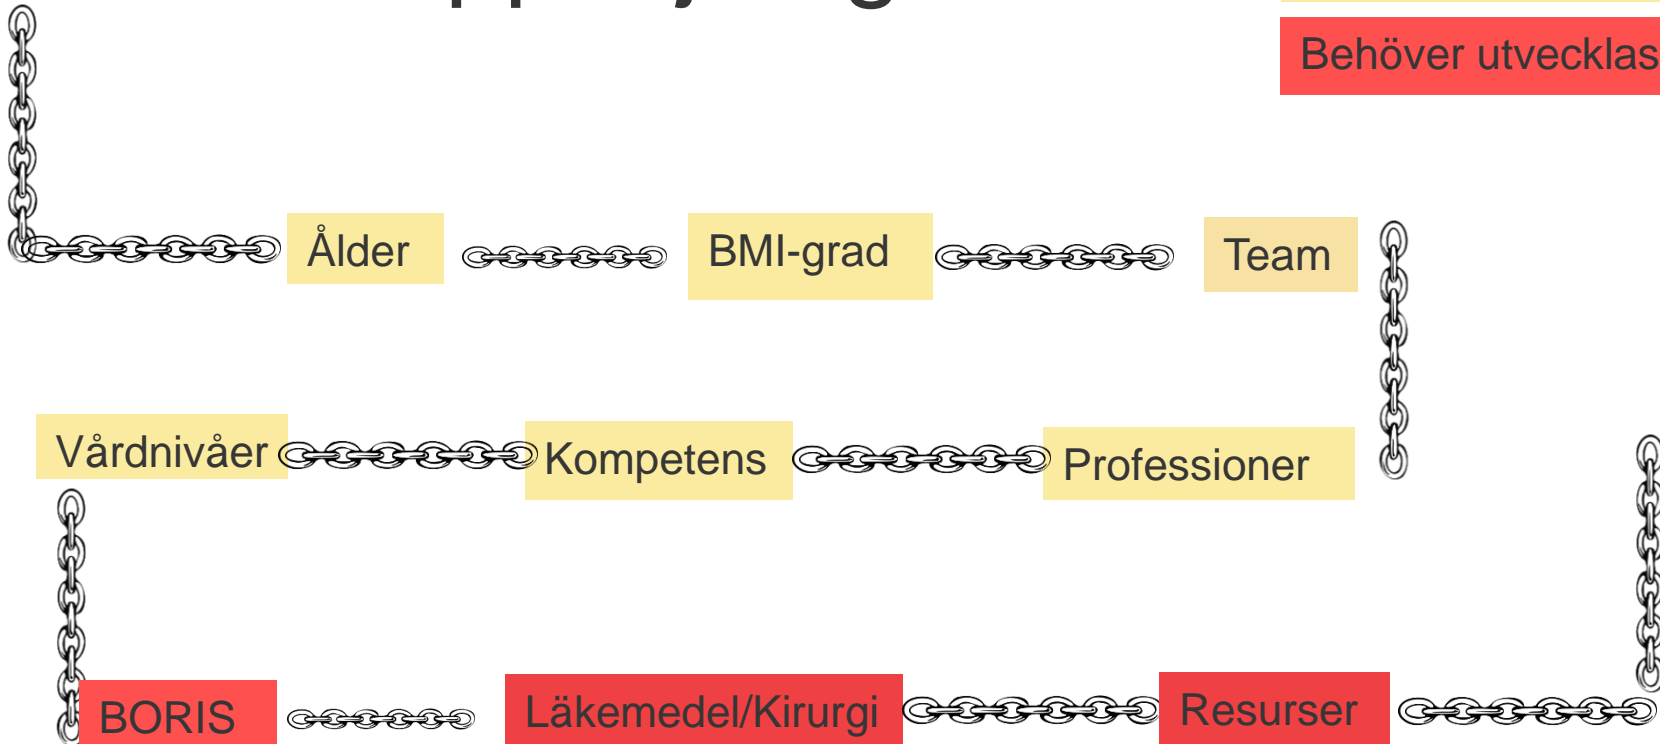 Behöver utvecklas
Ålder
BMI-grad
Team
Vårdnivåer
Kompetens
Professioner
BORIS
Läkemedel/Kirurgi
Resurser